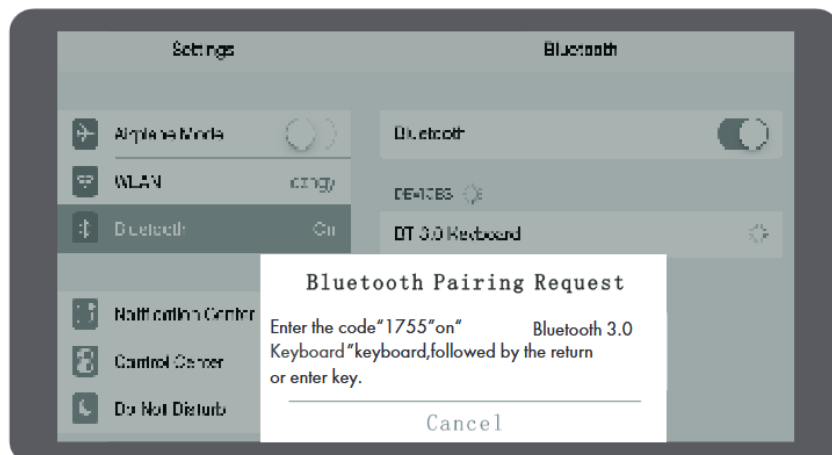 Settings
Bluetooth
Airplane Mode
Bluetooth
WLAN
DEVICES
Bluetooth On
BT 3.0 Keyboard
Notification Center
Control Center
Do Not Disturb
Bluetooth Pairing Request
Enter the code“1755”on“ Bluetooth 3.0
Keyboard”keyboard,followed by the return
or enter key.
Cancel